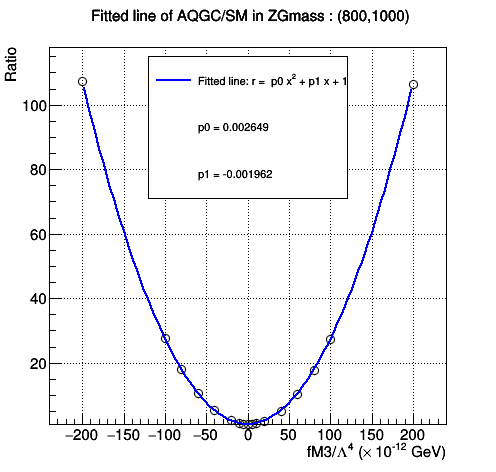 Fitted line of AQGC/SM in ZGmass : (800,1000)
Ratio
Fitted line: r = p0 x² + p1 x + 1
p0 = 0.002649
p1 = -0.001962
100
80
60
40
20
−200 −150 −100 −50 0 50 100 150 200
fM3/Λ⁴ (× 10⁻¹² GeV)